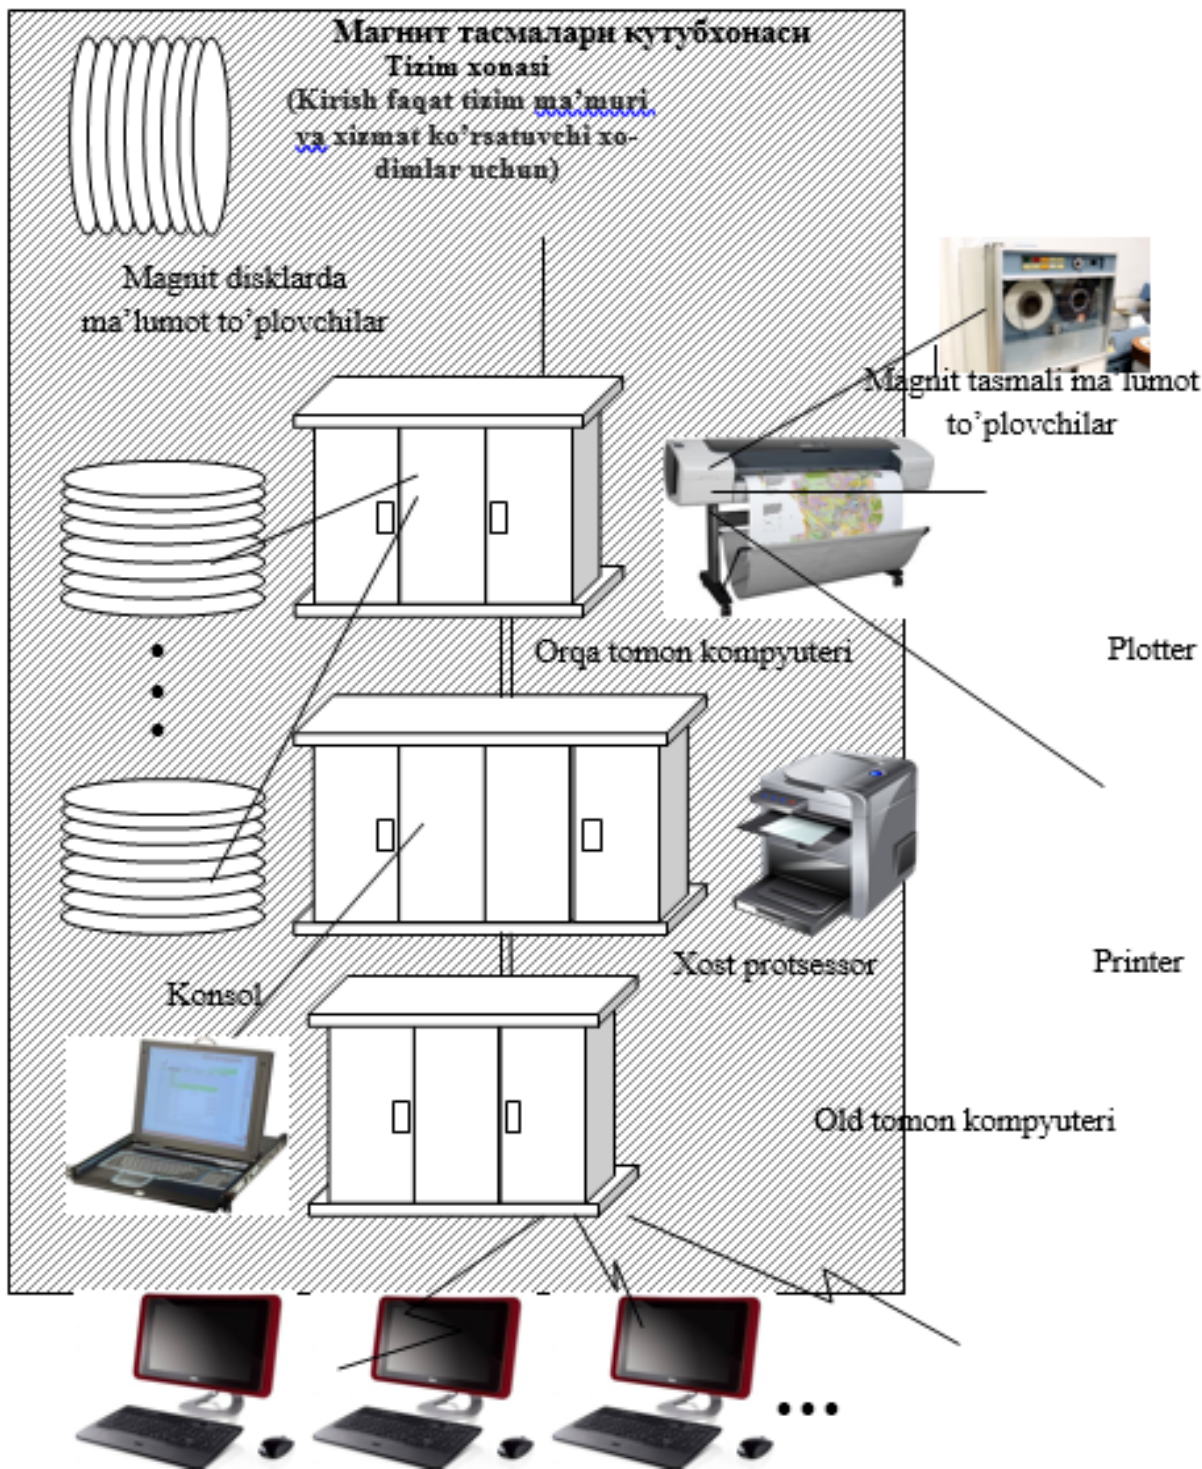 Магнит тасмалари кутубхонаси
Tizim xonasi
(Kirish faqat tizim ma’muri
va xizmat ko’rsatuvchi xo-
dimlar uchun)
Magnit disklarda
ma’lumot to’plovchilar
Magnit tasmali ma’lumot
to’plovchilar
Orqa tomon kompyuteri
Plotter
Xost protsessor
Printer
Konsol
Old tomon kompyuteri